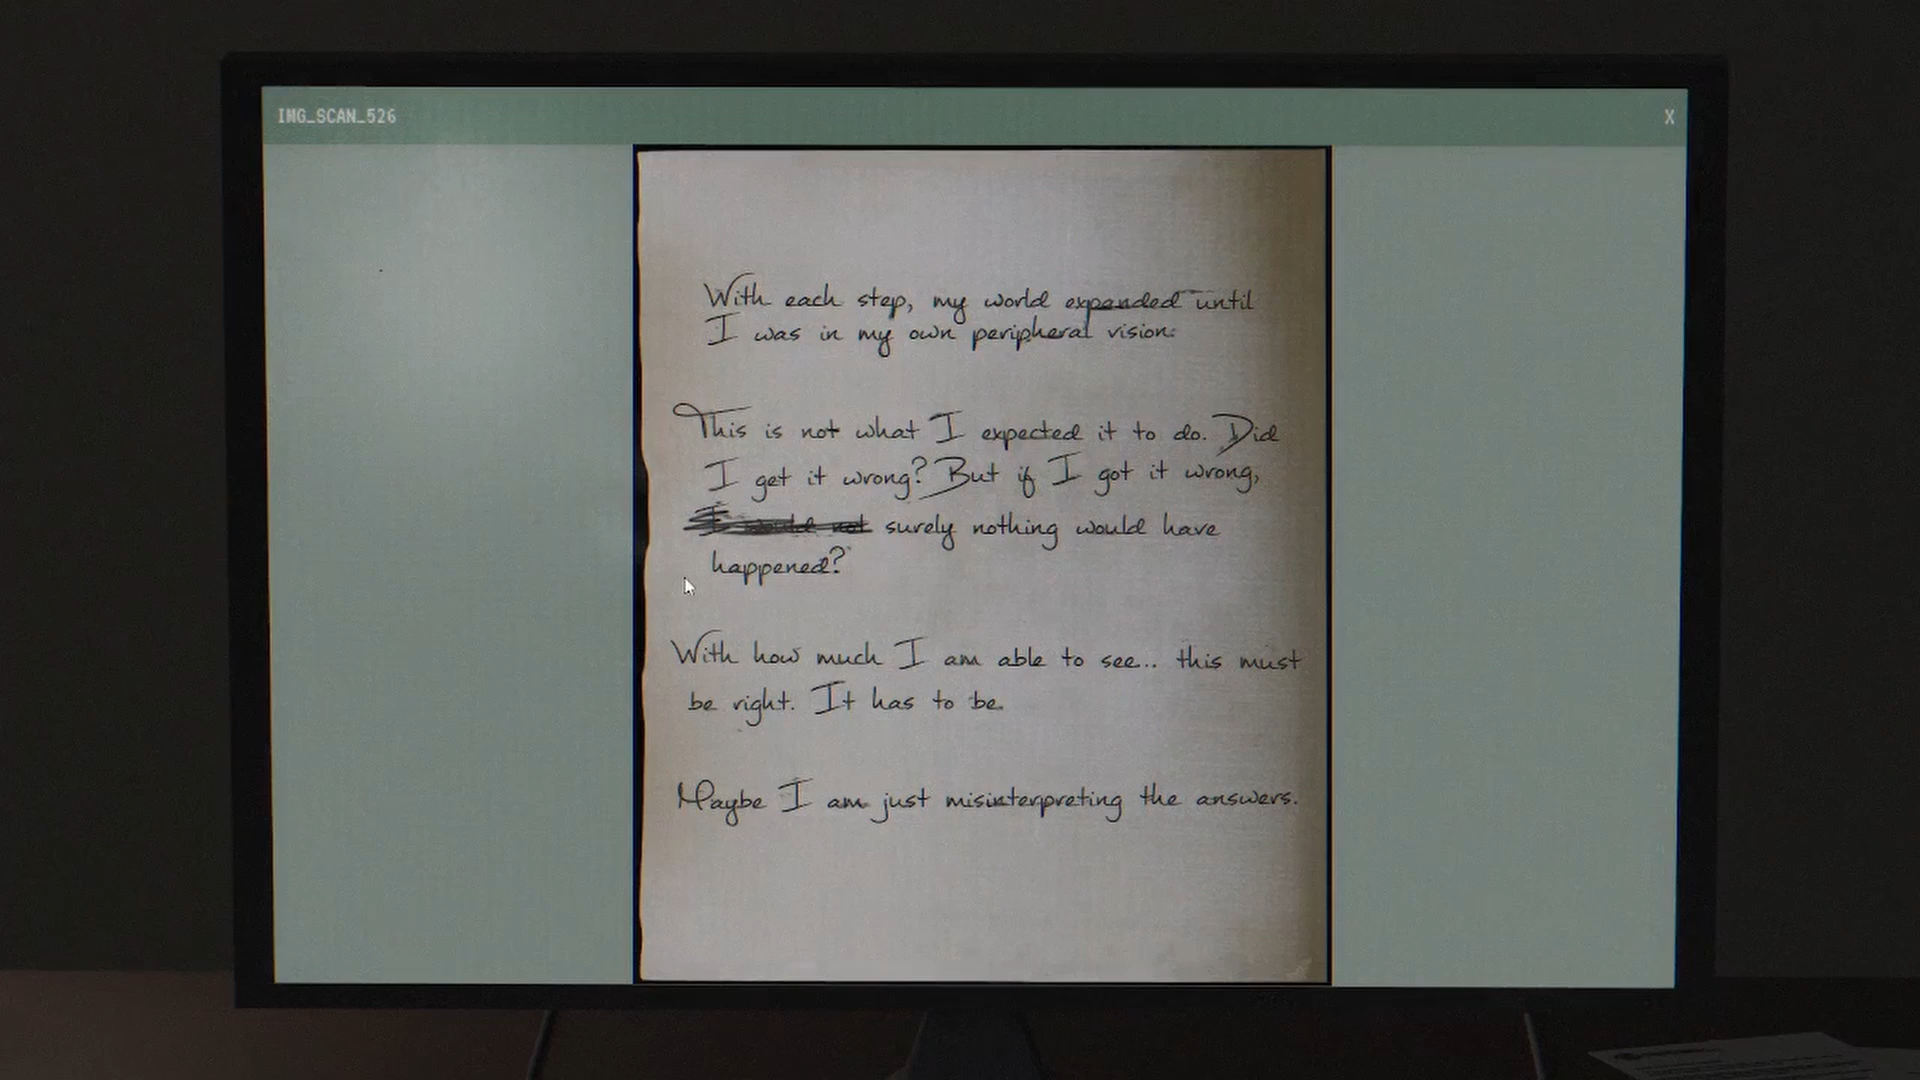 IMG_SCAN_526
X
With each step, my world expanded until
I was in my own peripheral vision.
This is not what I expected it to do. Did
I get it wrong? But if I got it wrong,
I would not surely nothing would have
happened?
With how much I am able to see... this must
be right. It has to be.
Maybe I am just misinterpreting the answers.